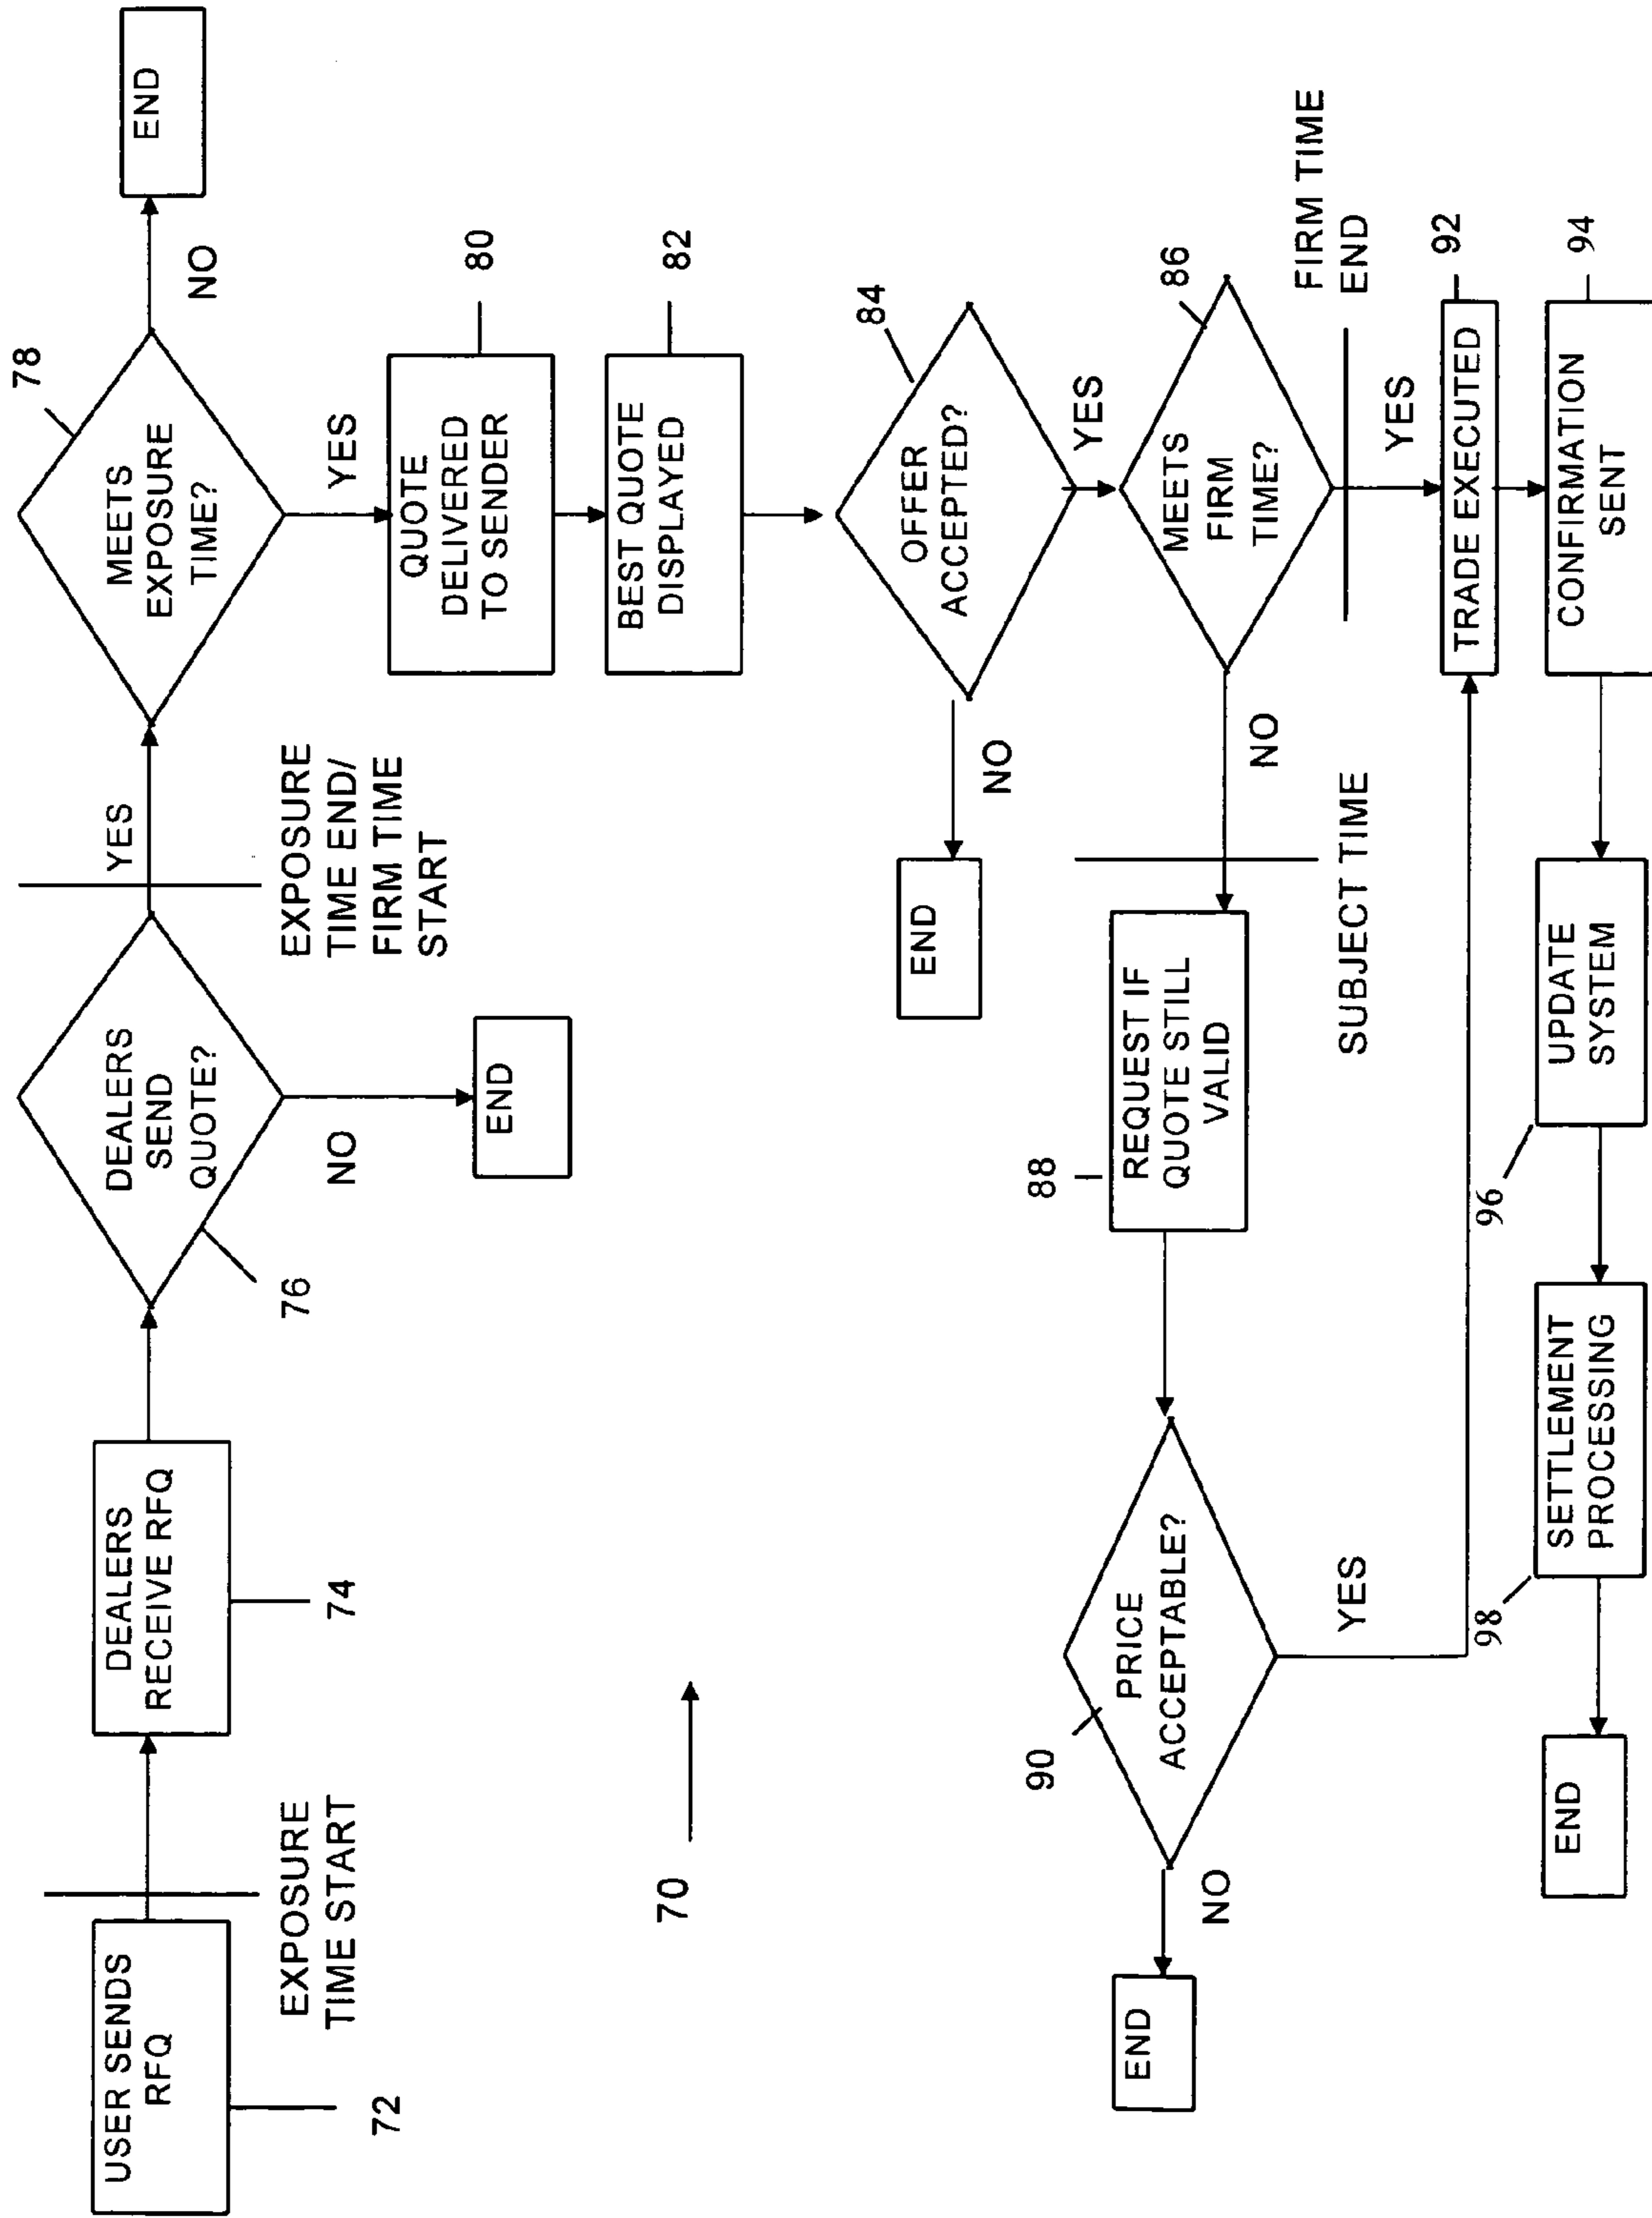 USER SENDS
RFQ
72
EXPOSURE
TIME START
DEALERS
RECEIVE RFQ
74
DEALERS
SEND
QUOTE?
76
NO
END
YES
EXPOSURE
TIME END/
FIRM TIME
START
MEETS
EXPOSURE
TIME?
78
NO
END
YES
QUOTE
DELIVERED
TO SENDER
80
BEST QUOTE
DISPLAYED
82
70
OFFER
ACCEPTED?
84
NO
END
YES
MEETS
FIRM
TIME?
86
NO
SUBJECT TIME
REQUEST IF
QUOTE STILL
VALID
88
PRICE
ACCEPTABLE?
90
NO
END
YES
FIRM TIME
END
YES
TRADE EXECUTED
92
CONFIRMATION
SENT
94
UPDATE
SYSTEM
96
SETTLEMENT
PROCESSING
98
END